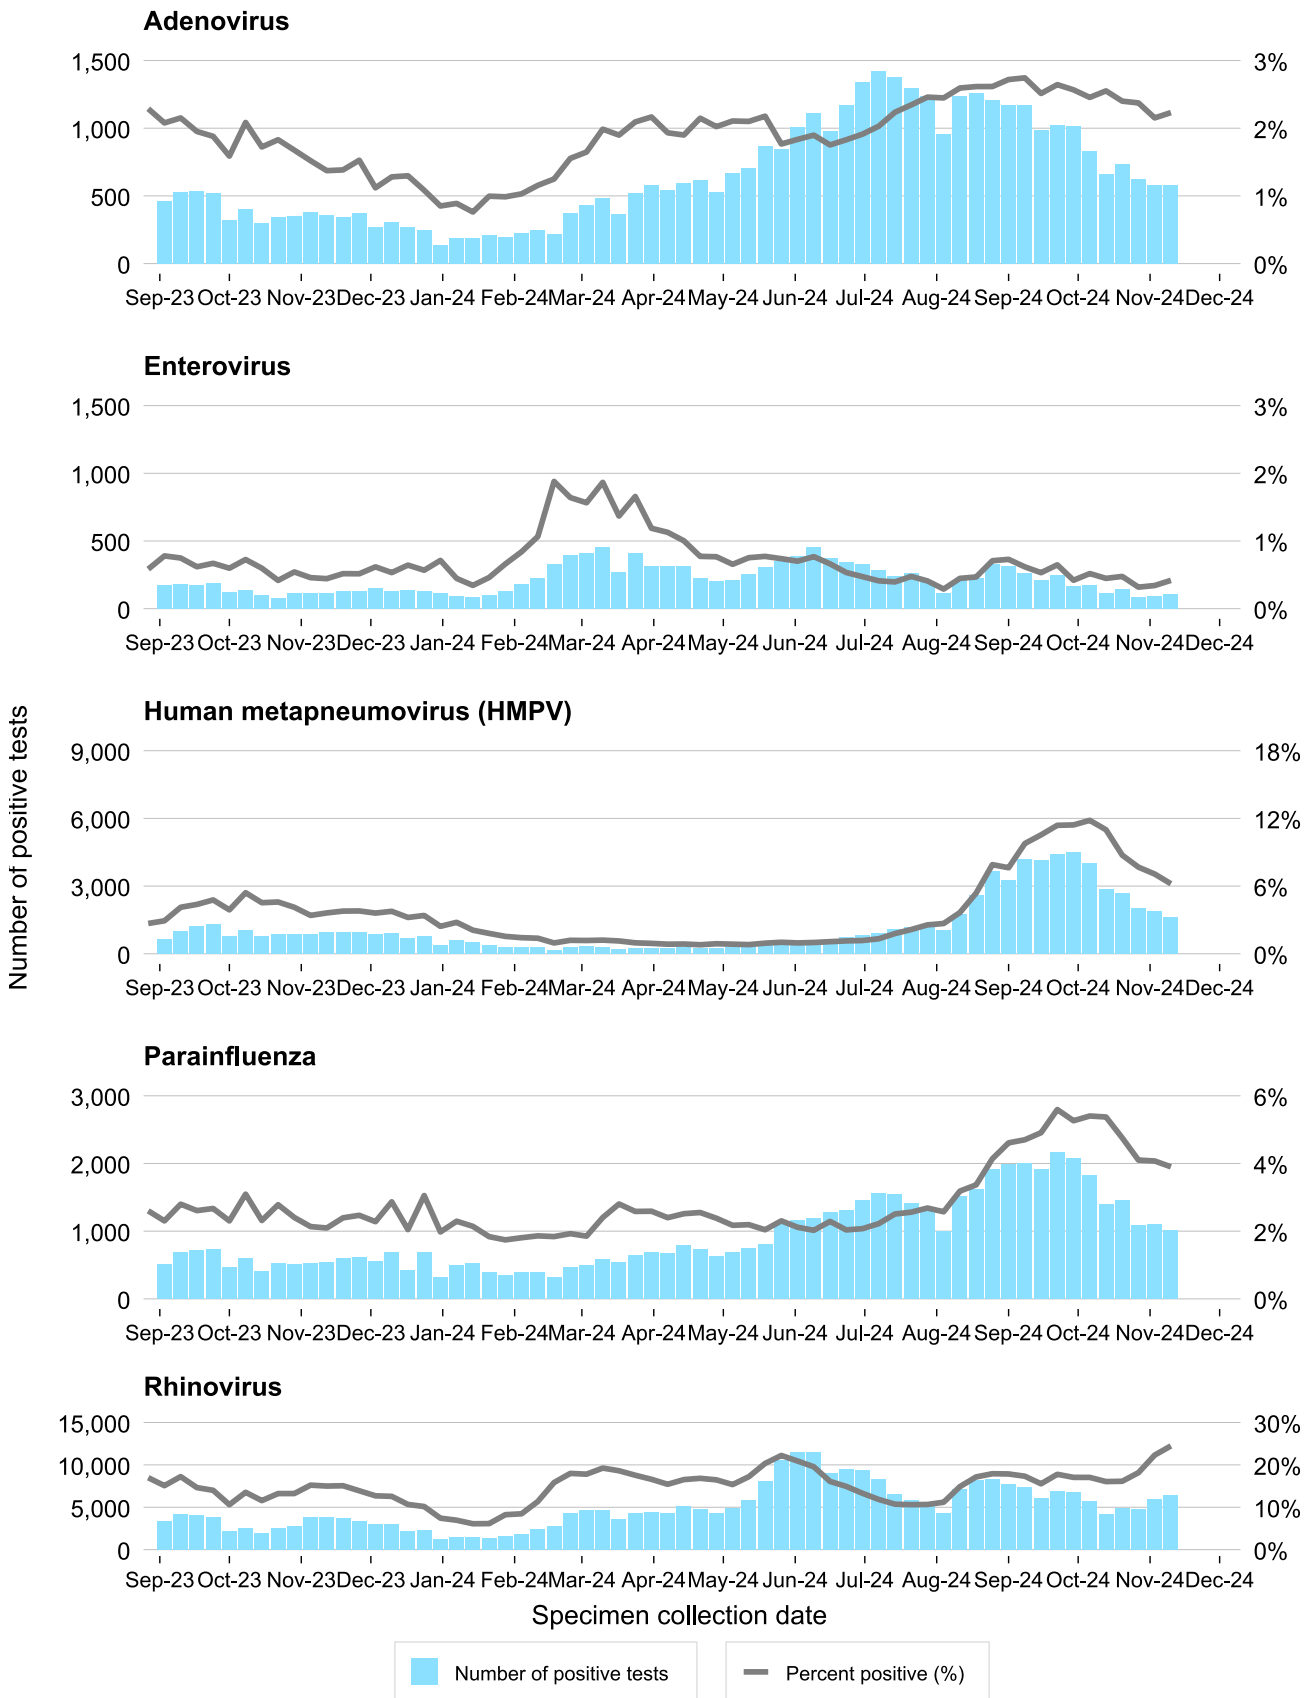 Adenovirus
1,500 3%
1,000 2%
500 1%
0 0%
Sep-23 Oct-23 Nov-23 Dec-23 Jan-24 Feb-24 Mar-24 Apr-24 May-24 Jun-24 Jul-24 Aug-24 Sep-24 Oct-24 Nov-24 Dec-24
Enterovirus
1,500 3%
1,000 2%
500 1%
0 0%
Sep-23 Oct-23 Nov-23 Dec-23 Jan-24 Feb-24 Mar-24 Apr-24 May-24 Jun-24 Jul-24 Aug-24 Sep-24 Oct-24 Nov-24 Dec-24
Number of positive tests
Human metapneumovirus (HMPV)
9,000 18%
6,000 12%
3,000 6%
0 0%
Sep-23 Oct-23 Nov-23 Dec-23 Jan-24 Feb-24 Mar-24 Apr-24 May-24 Jun-24 Jul-24 Aug-24 Sep-24 Oct-24 Nov-24 Dec-24
Parainfluenza
3,000 6%
2,000 4%
1,000 2%
0 0%
Sep-23 Oct-23 Nov-23 Dec-23 Jan-24 Feb-24 Mar-24 Apr-24 May-24 Jun-24 Jul-24 Aug-24 Sep-24 Oct-24 Nov-24 Dec-24
Rhinovirus
15,000 30%
10,000 20%
5,000 10%
0 0%
Sep-23 Oct-23 Nov-23 Dec-23 Jan-24 Feb-24 Mar-24 Apr-24 May-24 Jun-24 Jul-24 Aug-24 Sep-24 Oct-24 Nov-24 Dec-24
Specimen collection date
Number of positive tests Percent positive (%)